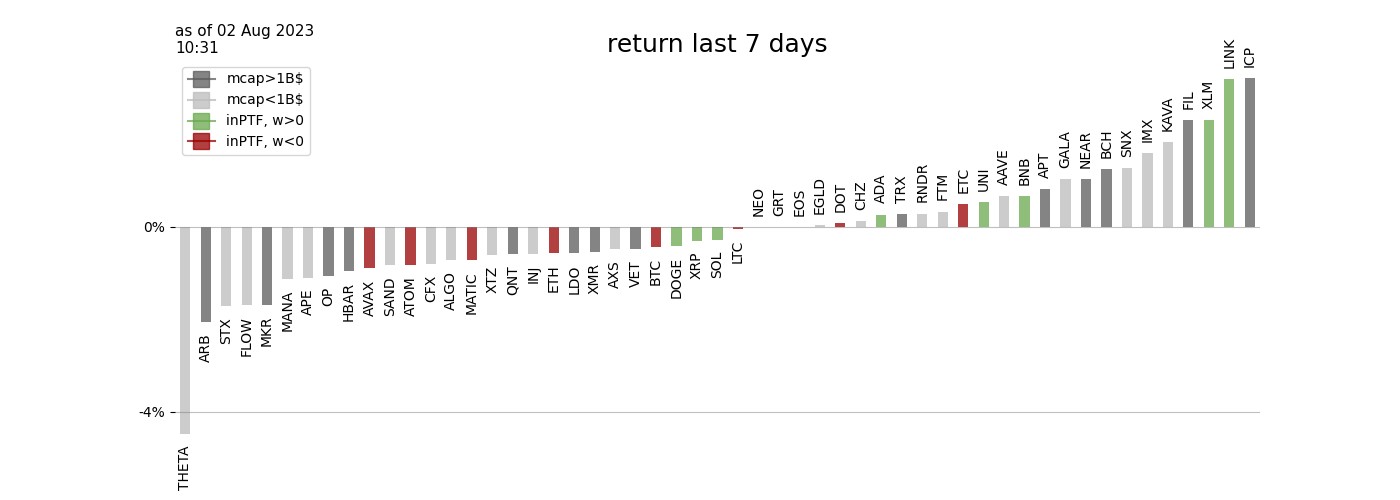 as of 02 Aug 2023
10:31
return last 7 days
mcap>1B$
mcap<1B$
inPTF, w>0
inPTF, w<0
0%
-4%
THETA
ARB
STX
FLOW
MKR
MANA
APE
OP
HBAR
AVAX
SAND
ATOM
CFX
ALGO
MATIC
XTZ
QNT
INJ
ETH
LDO
XMR
AXS
VET
BTC
DOGE
XRP
SOL
LTC
NEO
GRT
EOS
EGLD
DOT
CHZ
ADA
TRX
RNDR
FTM
ETC
UNI
AAVE
BNB
APT
GALA
NEAR
BCH
SNX
IMX
KAVA
FIL
XLM
LINK
ICP